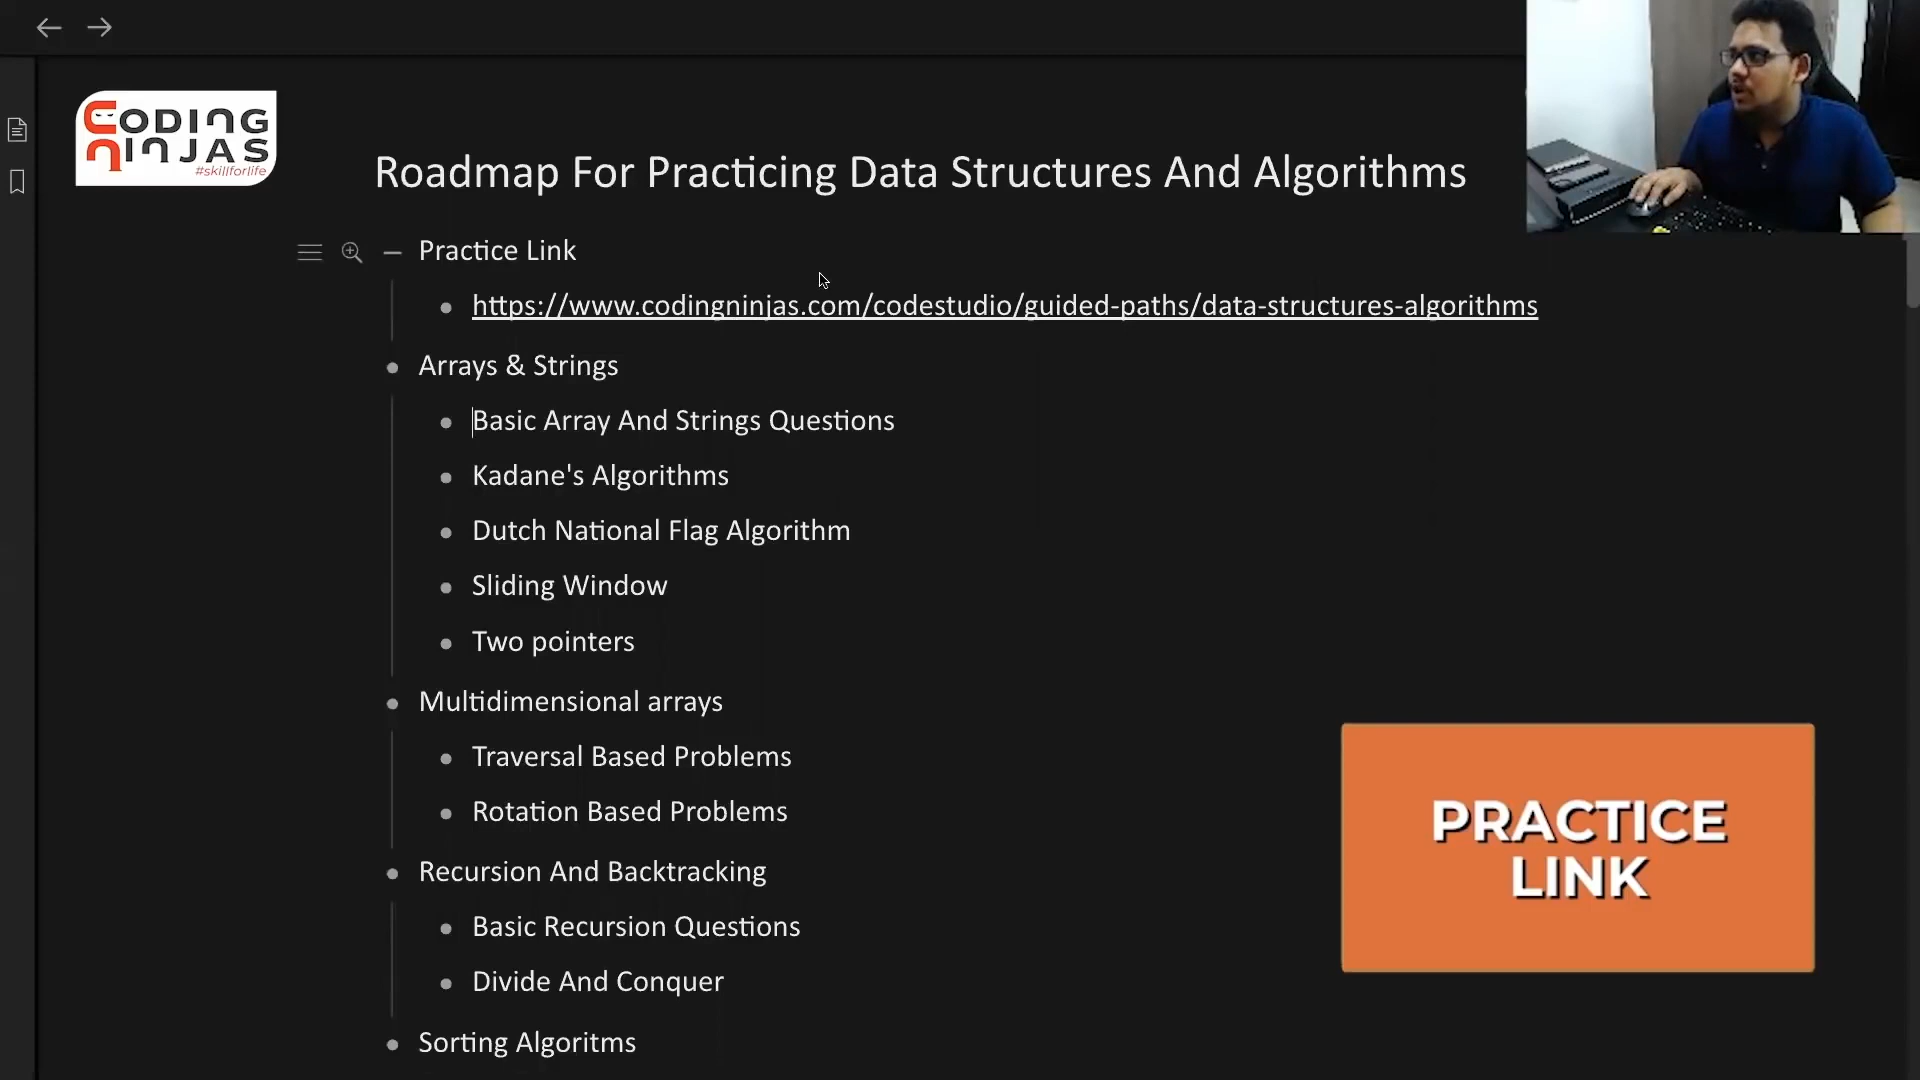 CODING
NINJAS
#skillforlife
Roadmap For Practicing Data Structures And Algorithms
Practice Link
https://www.codingninjas.com/codestudio/guided-paths/data-structures-algorithms
Arrays & Strings
Basic Array And Strings Questions
Kadane's Algorithms
Dutch National Flag Algorithm
Sliding Window
Two pointers
Multidimensional arrays
Traversal Based Problems
Rotation Based Problems
Recursion And Backtracking
Basic Recursion Questions
Divide And Conquer
Sorting Algoritms
PRACTICE
LINK